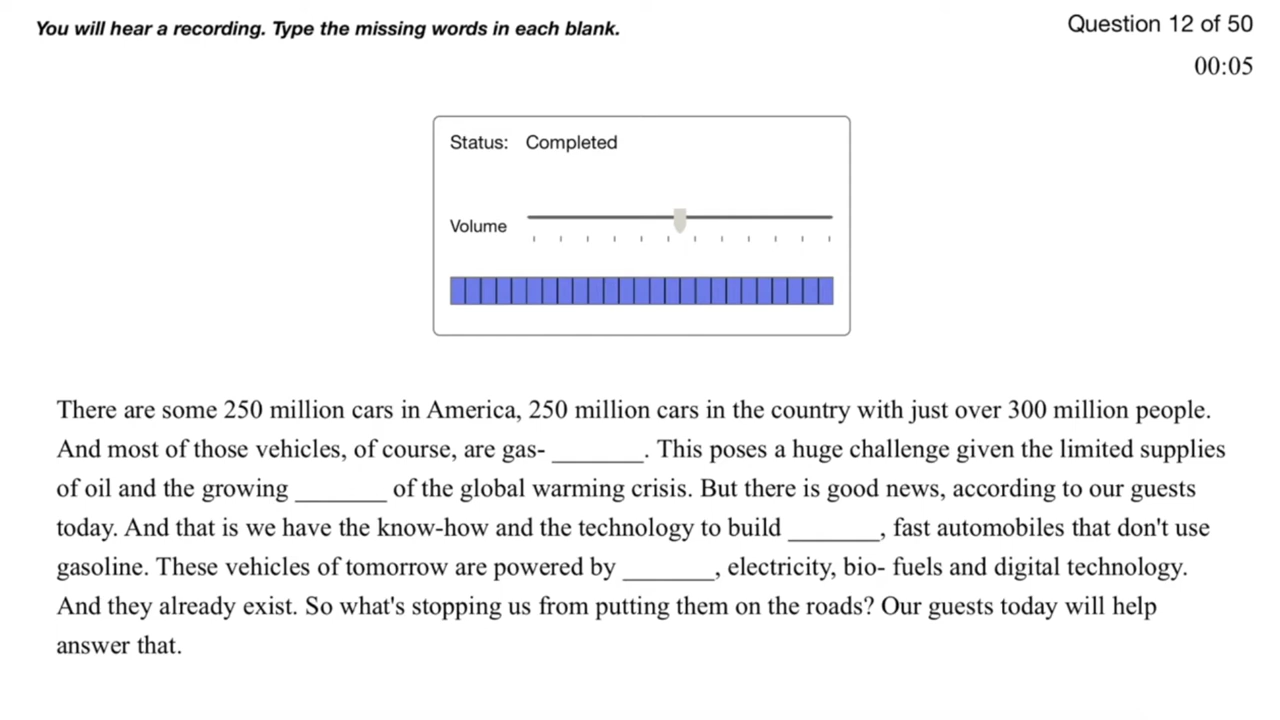 You will hear a recording. Type the missing words in each blank.
Question 12 of 50
00:05
Status: Completed
Volume
There are some 250 million cars in America, 250 million cars in the country with just over 300 million people.
And most of those vehicles, of course, are gas- ________. This poses a huge challenge given the limited supplies
of oil and the growing ________ of the global warming crisis. But there is good news, according to our guests
today. And that is we have the know-how and the technology to build ________, fast automobiles that don't use
gasoline. These vehicles of tomorrow are powered by ________, electricity, bio- fuels and digital technology.
And they already exist. So what's stopping us from putting them on the roads? Our guests today will help
answer that.